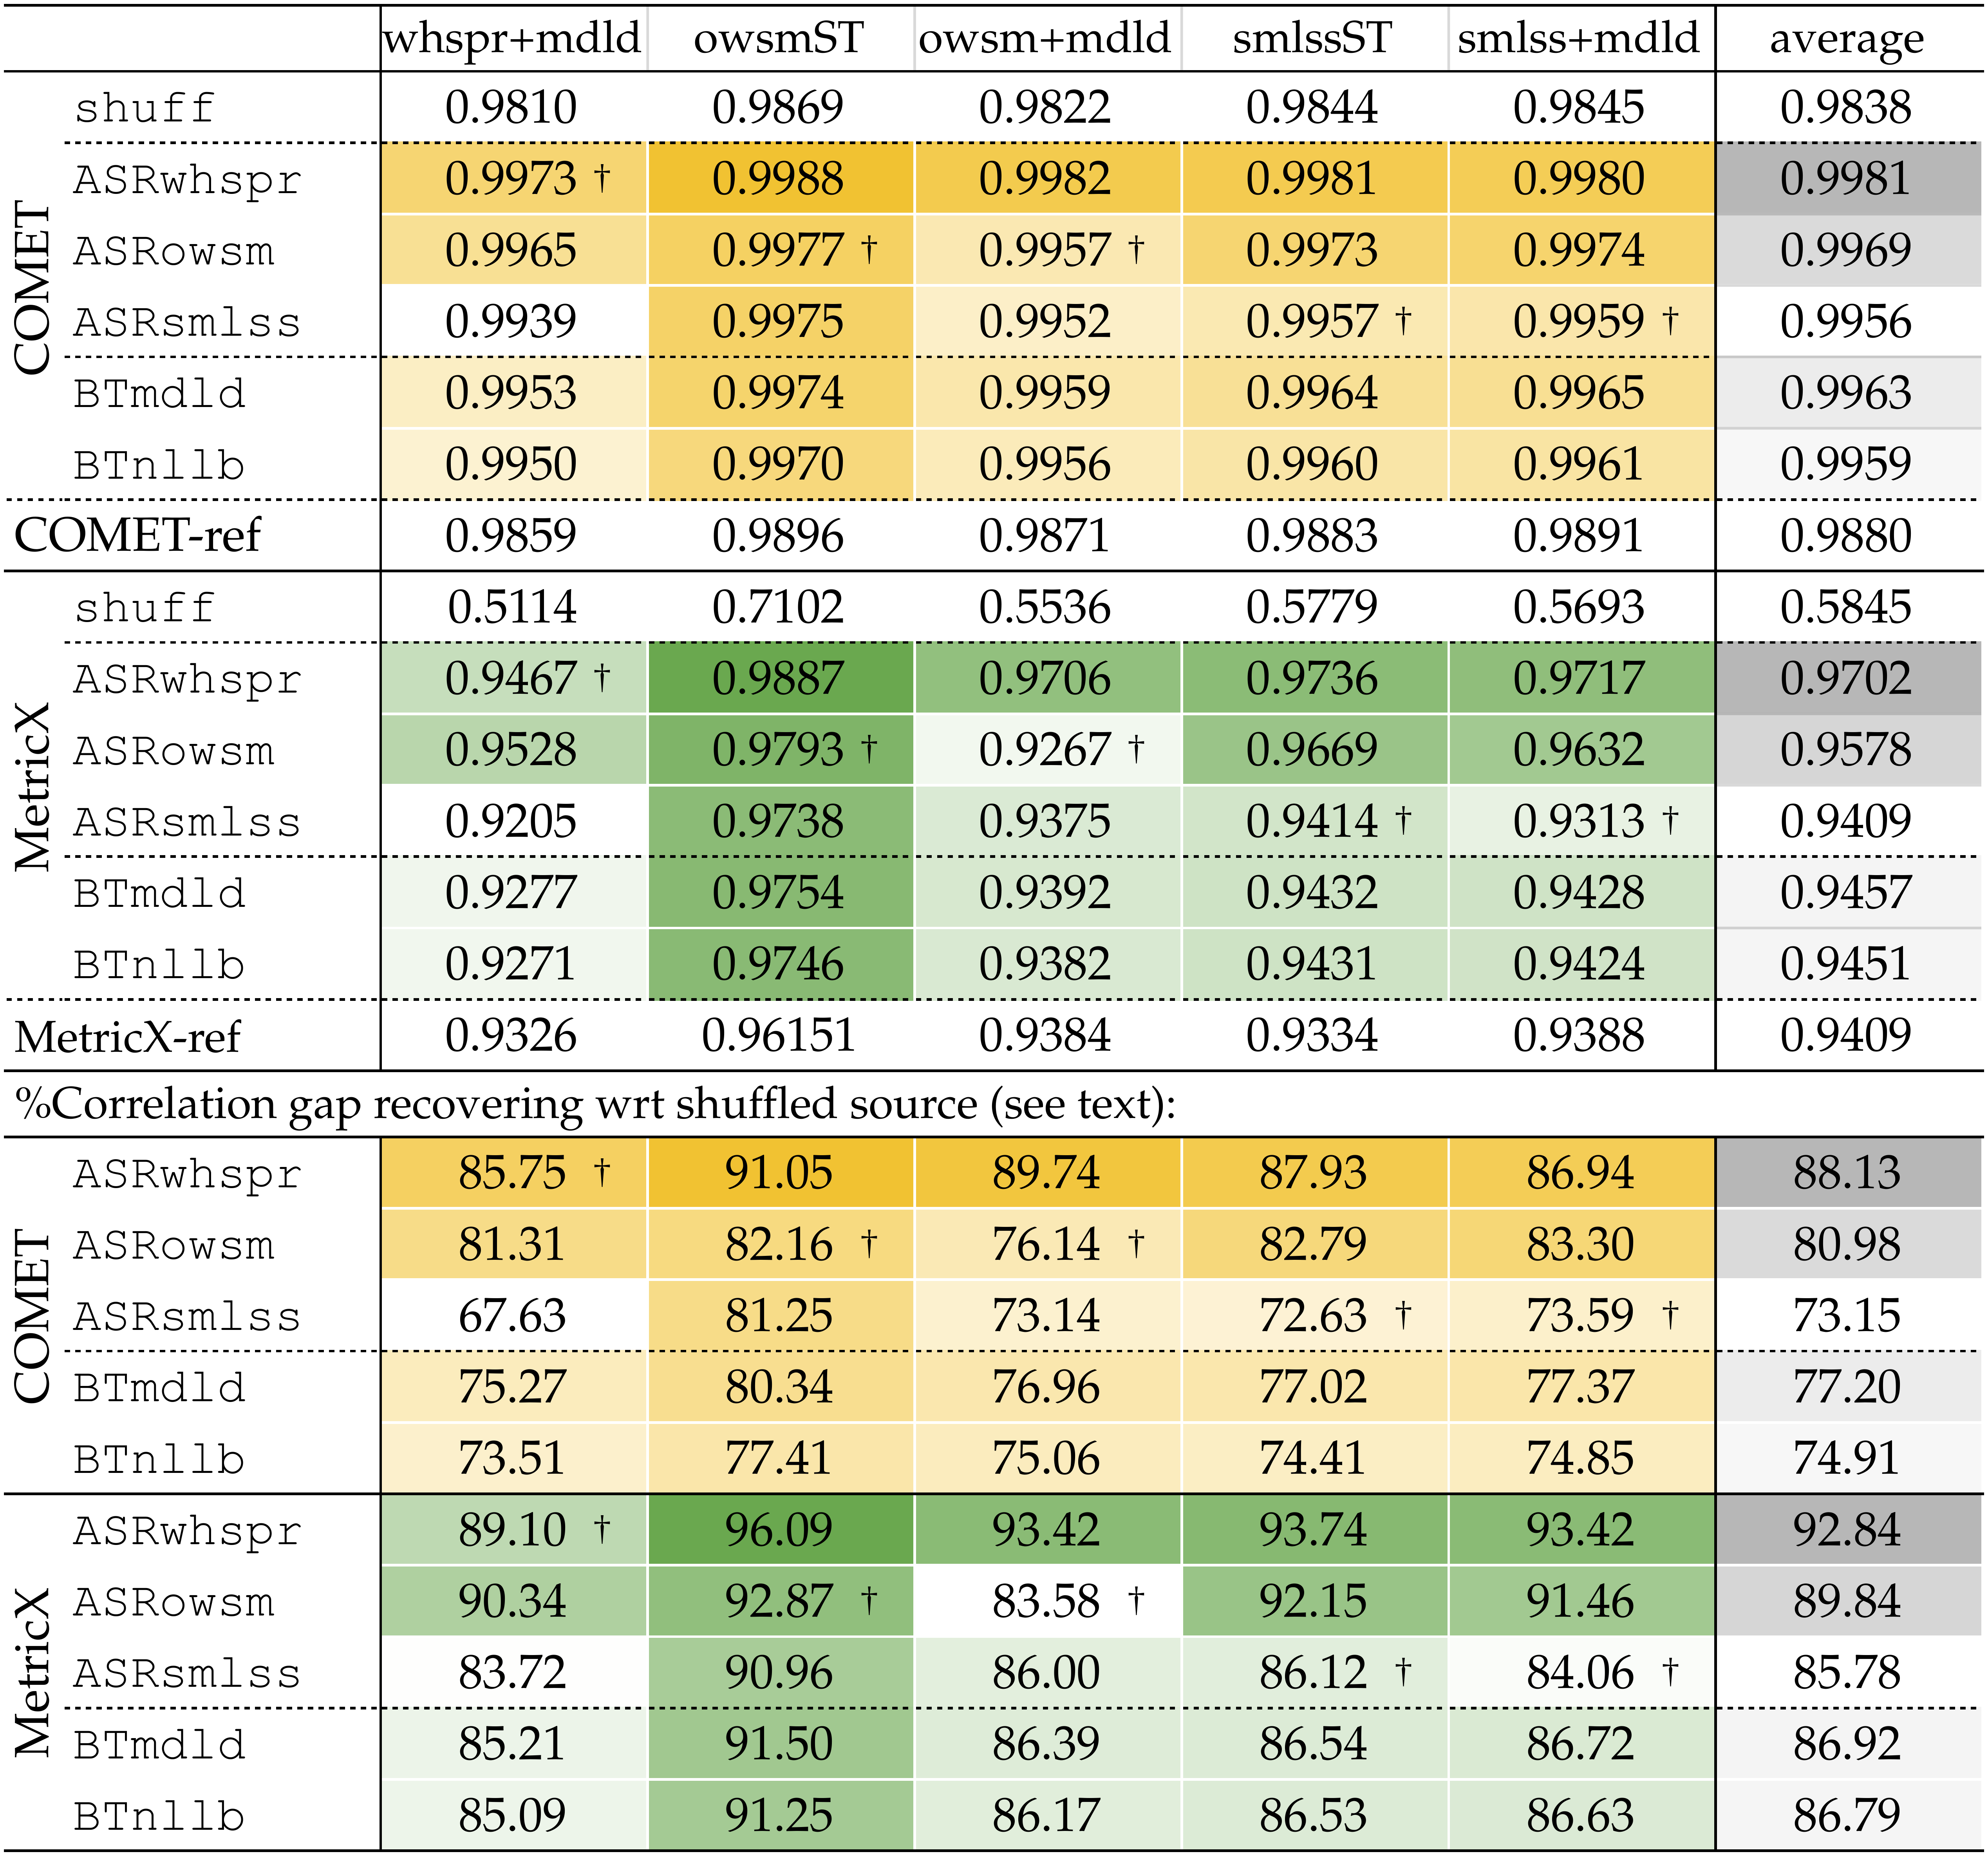 whspr+mdld owsmST owsm+mdld smlssST smlss+mdld average
COMET
shuff 0.9810 0.9869 0.9822 0.9844 0.9845 0.9838
ASRwhspr 0.9973 † 0.9988 0.9982 0.9981 0.9980 0.9981
ASRowsm 0.9965 0.9977 † 0.9957 † 0.9973 0.9974 0.9969
ASRsmlss 0.9939 0.9975 0.9952 0.9957 † 0.9959 † 0.9956
BTmdld 0.9953 0.9974 0.9959 0.9964 0.9965 0.9963
BTnllb 0.9950 0.9970 0.9956 0.9960 0.9961 0.9959
COMET-ref 0.9859 0.9896 0.9871 0.9883 0.9891 0.9880
MetricX
shuff 0.5114 0.7102 0.5536 0.5779 0.5693 0.5845
ASRwhspr 0.9467 † 0.9887 0.9706 0.9736 0.9717 0.9702
ASRowsm 0.9528 0.9793 † 0.9267 † 0.9669 0.9632 0.9578
ASRsmlss 0.9205 0.9738 0.9375 0.9414 † 0.9313 † 0.9409
BTmdld 0.9277 0.9754 0.9392 0.9432 0.9428 0.9457
BTnllb 0.9271 0.9746 0.9382 0.9431 0.9424 0.9451
MetricX-ref 0.9326 0.96151 0.9384 0.9334 0.9388 0.9409
%Correlation gap recovering wrt shuffled source (see text):
COMET
ASRwhspr 85.75 † 91.05 89.74 87.93 86.94 88.13
ASRowsm 81.31 82.16 † 76.14 † 82.79 83.30 80.98
ASRsmlss 67.63 81.25 73.14 72.63 † 73.59 † 73.15
BTmdld 75.27 80.34 76.96 77.02 77.37 77.20
BTnllb 73.51 77.41 75.06 74.41 74.85 74.91
MetricX
ASRwhspr 89.10 † 96.09 93.42 93.74 93.42 92.84
ASRowsm 90.34 92.87 † 83.58 † 92.15 91.46 89.84
ASRsmlss 83.72 90.96 86.00 86.12 † 84.06 † 85.78
BTmdld 85.21 91.50 86.39 86.54 86.72 86.92
BTnllb 85.09 91.25 86.17 86.53 86.63 86.79